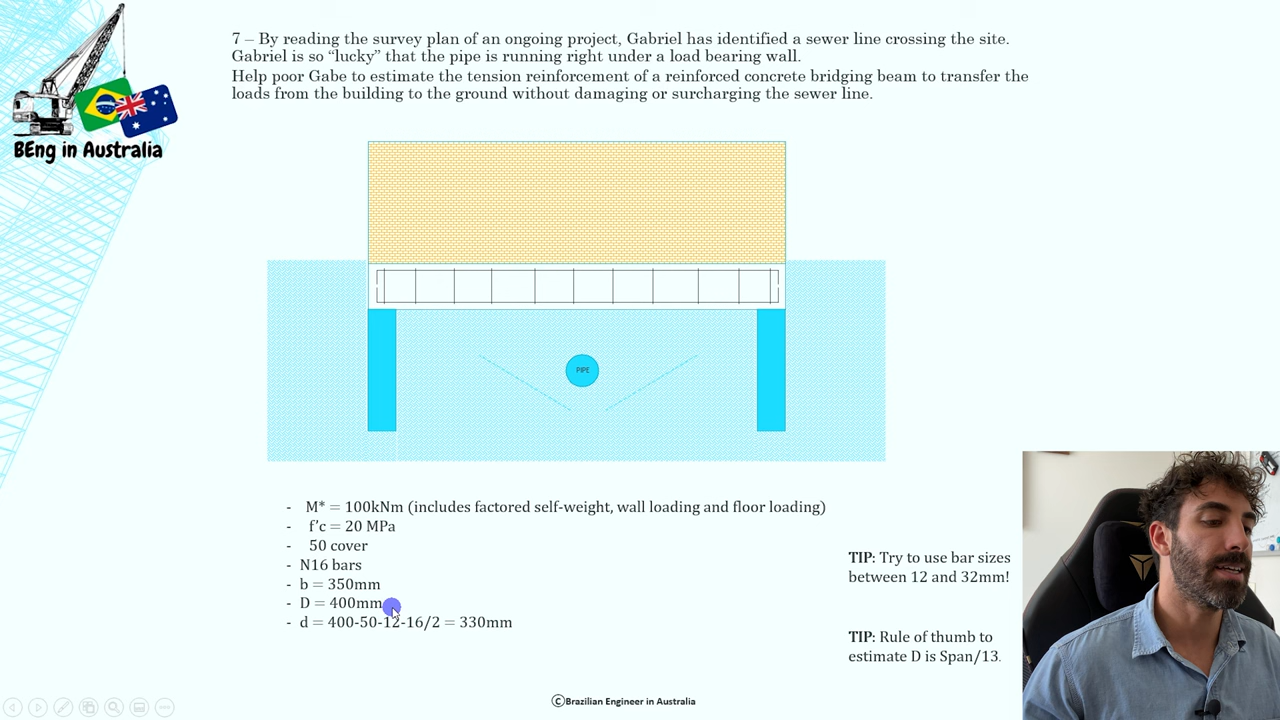 BEng in Australia
7 – By reading the survey plan of an ongoing project, Gabriel has identified a sewer line crossing the site.
Gabriel is so “lucky” that the pipe is running right under a load bearing wall.
Help poor Gabe to estimate the tension reinforcement of a reinforced concrete bridging beam to transfer the
loads from the building to the ground without damaging or surcharging the sewer line.
PIPE
- M* = 100kNm (includes factored self-weight, wall loading and floor loading)
- f’c = 20 MPa
- 50 cover
- N16 bars
- b = 350mm
- D = 400mm
- d = 400-50-12-16/2 = 330mm
TIP: Try to use bar sizes
between 12 and 32mm!
TIP: Rule of thumb to
estimate D is Span/13.
©Brazilian Engineer in Australia